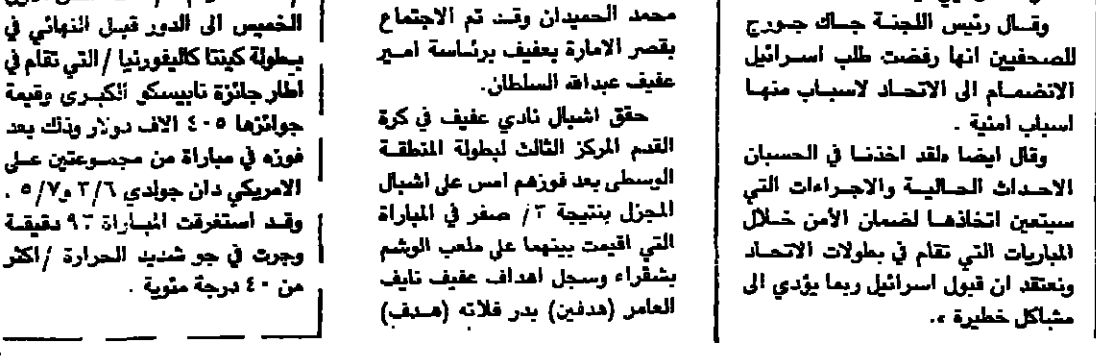 وقال رئيس اللجنة جاك جورج
للصحفيين انها رفضت طلب اسرائيل
الانضمام الى الاتحاد لاسباب منها
اسباب امنية .
وقال ايضا «لقد اخذنا في الحسبان
الاحداث الحالية والاجراءات التي
سيتعين اتخاذها لضمان الأمن خلال
المباريات التي تقام في بطولات الاتحاد
ونعتقد ان قبول اسرائيل ربما يؤدي الى
مشاكل خطيرة ».
محمد الحميدان وقد تم الاجتماع
بقصر الامارة بعفيف برئاسة امير
عفيف عبدالله السلطان.
حقق اشبال نادي عفيف في كرة
القدم المركز الثالث لبطولة المنطقة
الوسطى بعد فوزهم امس على اشبال
المجزل بنتيجة ٣/ صفر في المباراة
التي اقيمت بينهما على ملعب الوشم
بشقراء وسجل اهداف عفيف نايف
العامر (هدفين) بدر فلاته (هدف)
الخميس الى الدور قبل النهائي في
بطولة كينتا كاليفورنيا / التي تقام في
اطار جائزة نابيسكو الكبرى وقيمة
جوائزها ٤٠٥ الاف دولار وذلك بعد
فوزه في مباراة من مجموعتين على
الامريكي دان جولدي ٣/٦ و٥/٧ .
وقد استغرقت المباراة ٩٣ دقيقة
وجرت في جو شديد الحرارة /اكثر
من ٤٠ درجة مئوية .